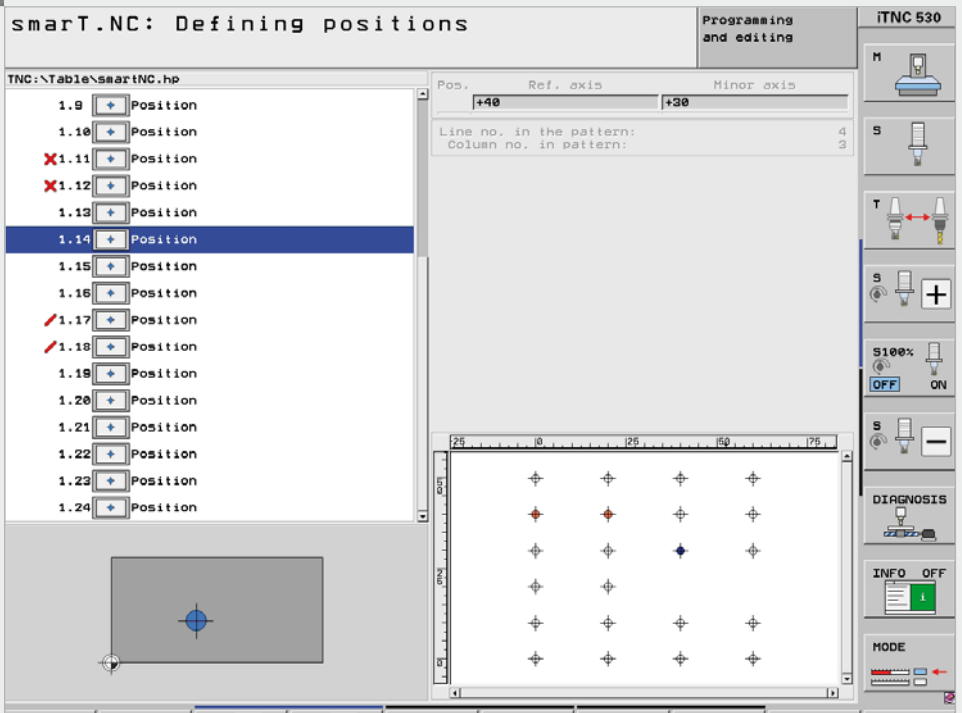 smarT.NC: Defining positions
Programming
and editing
iTNC 530
TNC:\Table\smartNC.hp
1.9 Position
1.10 Position
1.11 Position
1.12 Position
1.13 Position
1.14 Position
1.15 Position
1.16 Position
1.17 Position
1.18 Position
1.19 Position
1.20 Position
1.21 Position
1.22 Position
1.23 Position
1.24 Position
Pos. Ref. axis Minor axis
+40 +30
Line no. in the pattern: 4
Column no. in pattern: 3
-25 0 25 50 75
50
25
0
M
S
T
S
+
S100%
OFF ON
S
-
DIAGNOSIS
INFO OFF
i
MODE